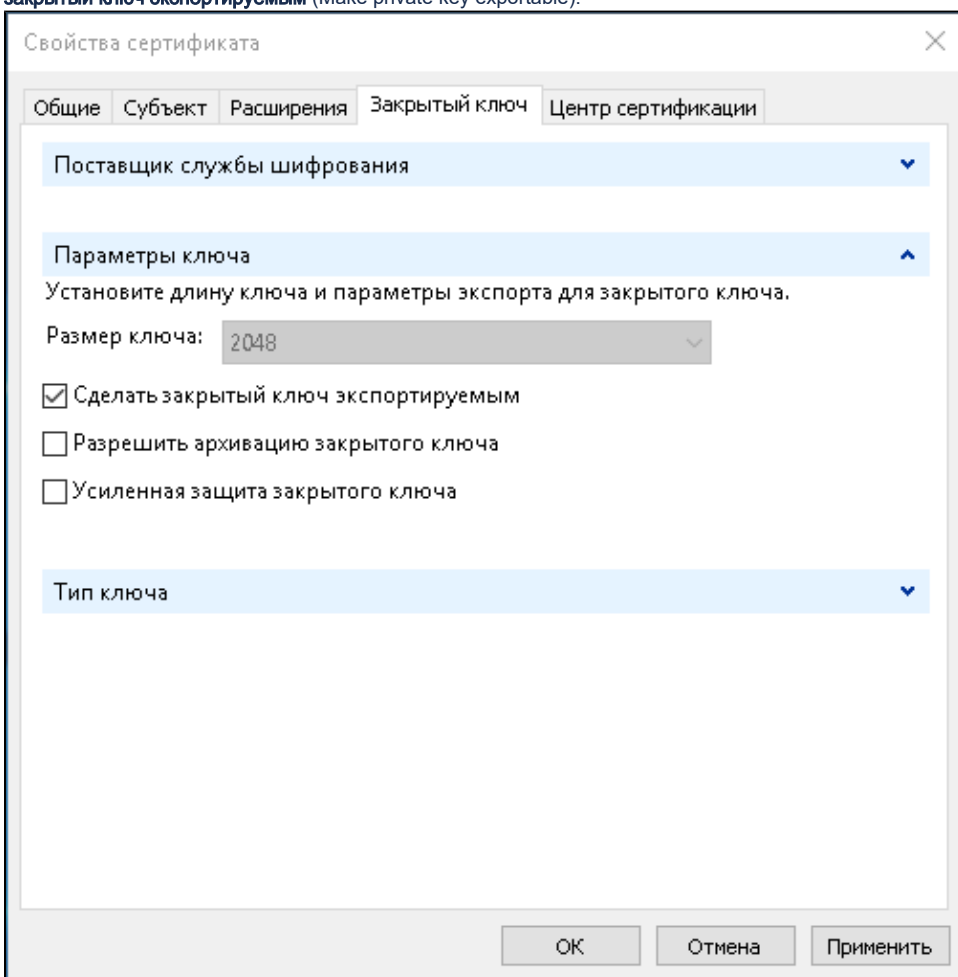 закрытый ключ экспортируемым (Make private key exportable).
Свойства сертификата
Общие Субъект Расширения Закрытый ключ Центр сертификации
Поставщик службы шифрования
Параметры ключа
Установите длину ключа и параметры экспорта для закрытого ключа.
Размер ключа: 2048
Сделать закрытый ключ экспортируемым
Разрешить архивацию закрытого ключа
Усиленная защита закрытого ключа
Тип ключа
ОК Отмена Применить